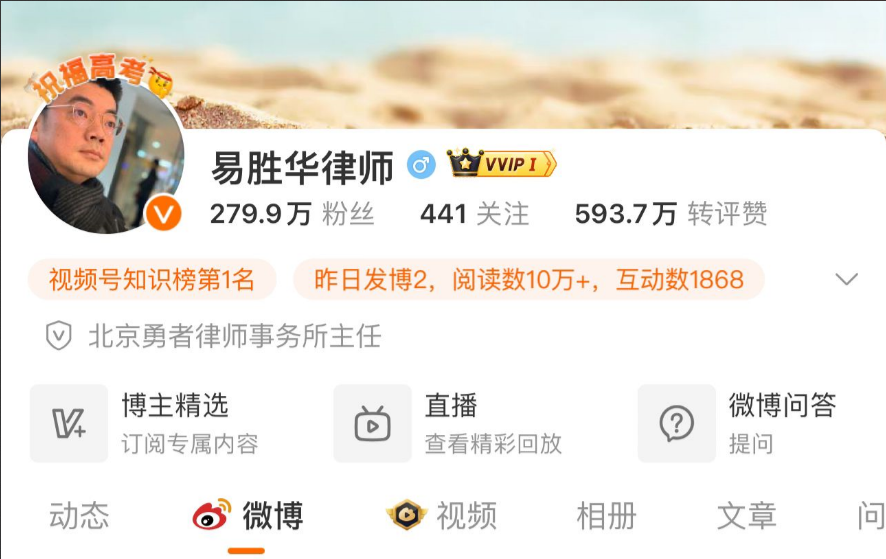 祝福高考
易胜华律师 VVIP I
279.9万 粉丝 441 关注 593.7万 转评赞
视频号知识榜第1名 昨日发博2，阅读数10万+，互动数1868
北京勇者律师事务所主任
博主精选 直播 微博问答
订阅专属内容 查看精彩回放 提问
动态 微博 视频 相册 文章 问